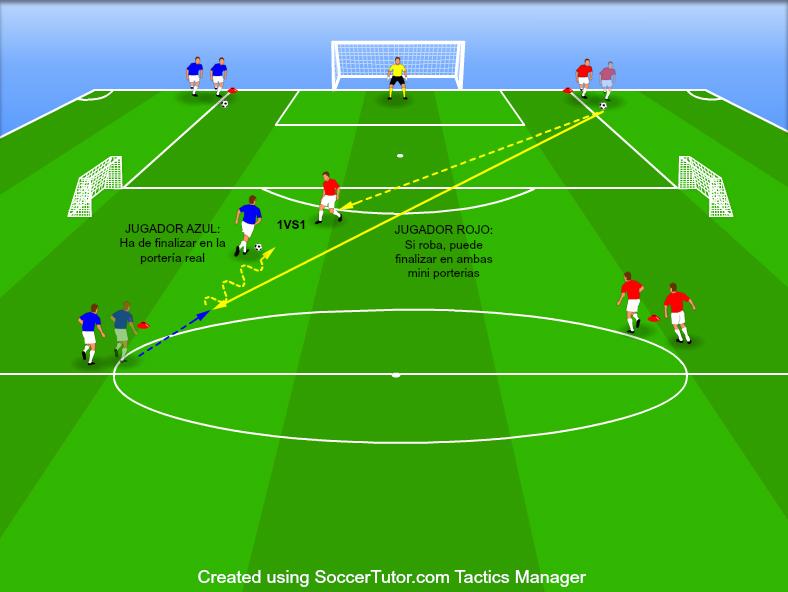 JUGADOR AZUL:
Ha de finalizar en la
portería real
1VS1
JUGADOR ROJO:
Si roba, puede
finalizar en ambas
mini porterias
Created using SoccerTutor.com Tactics Manager